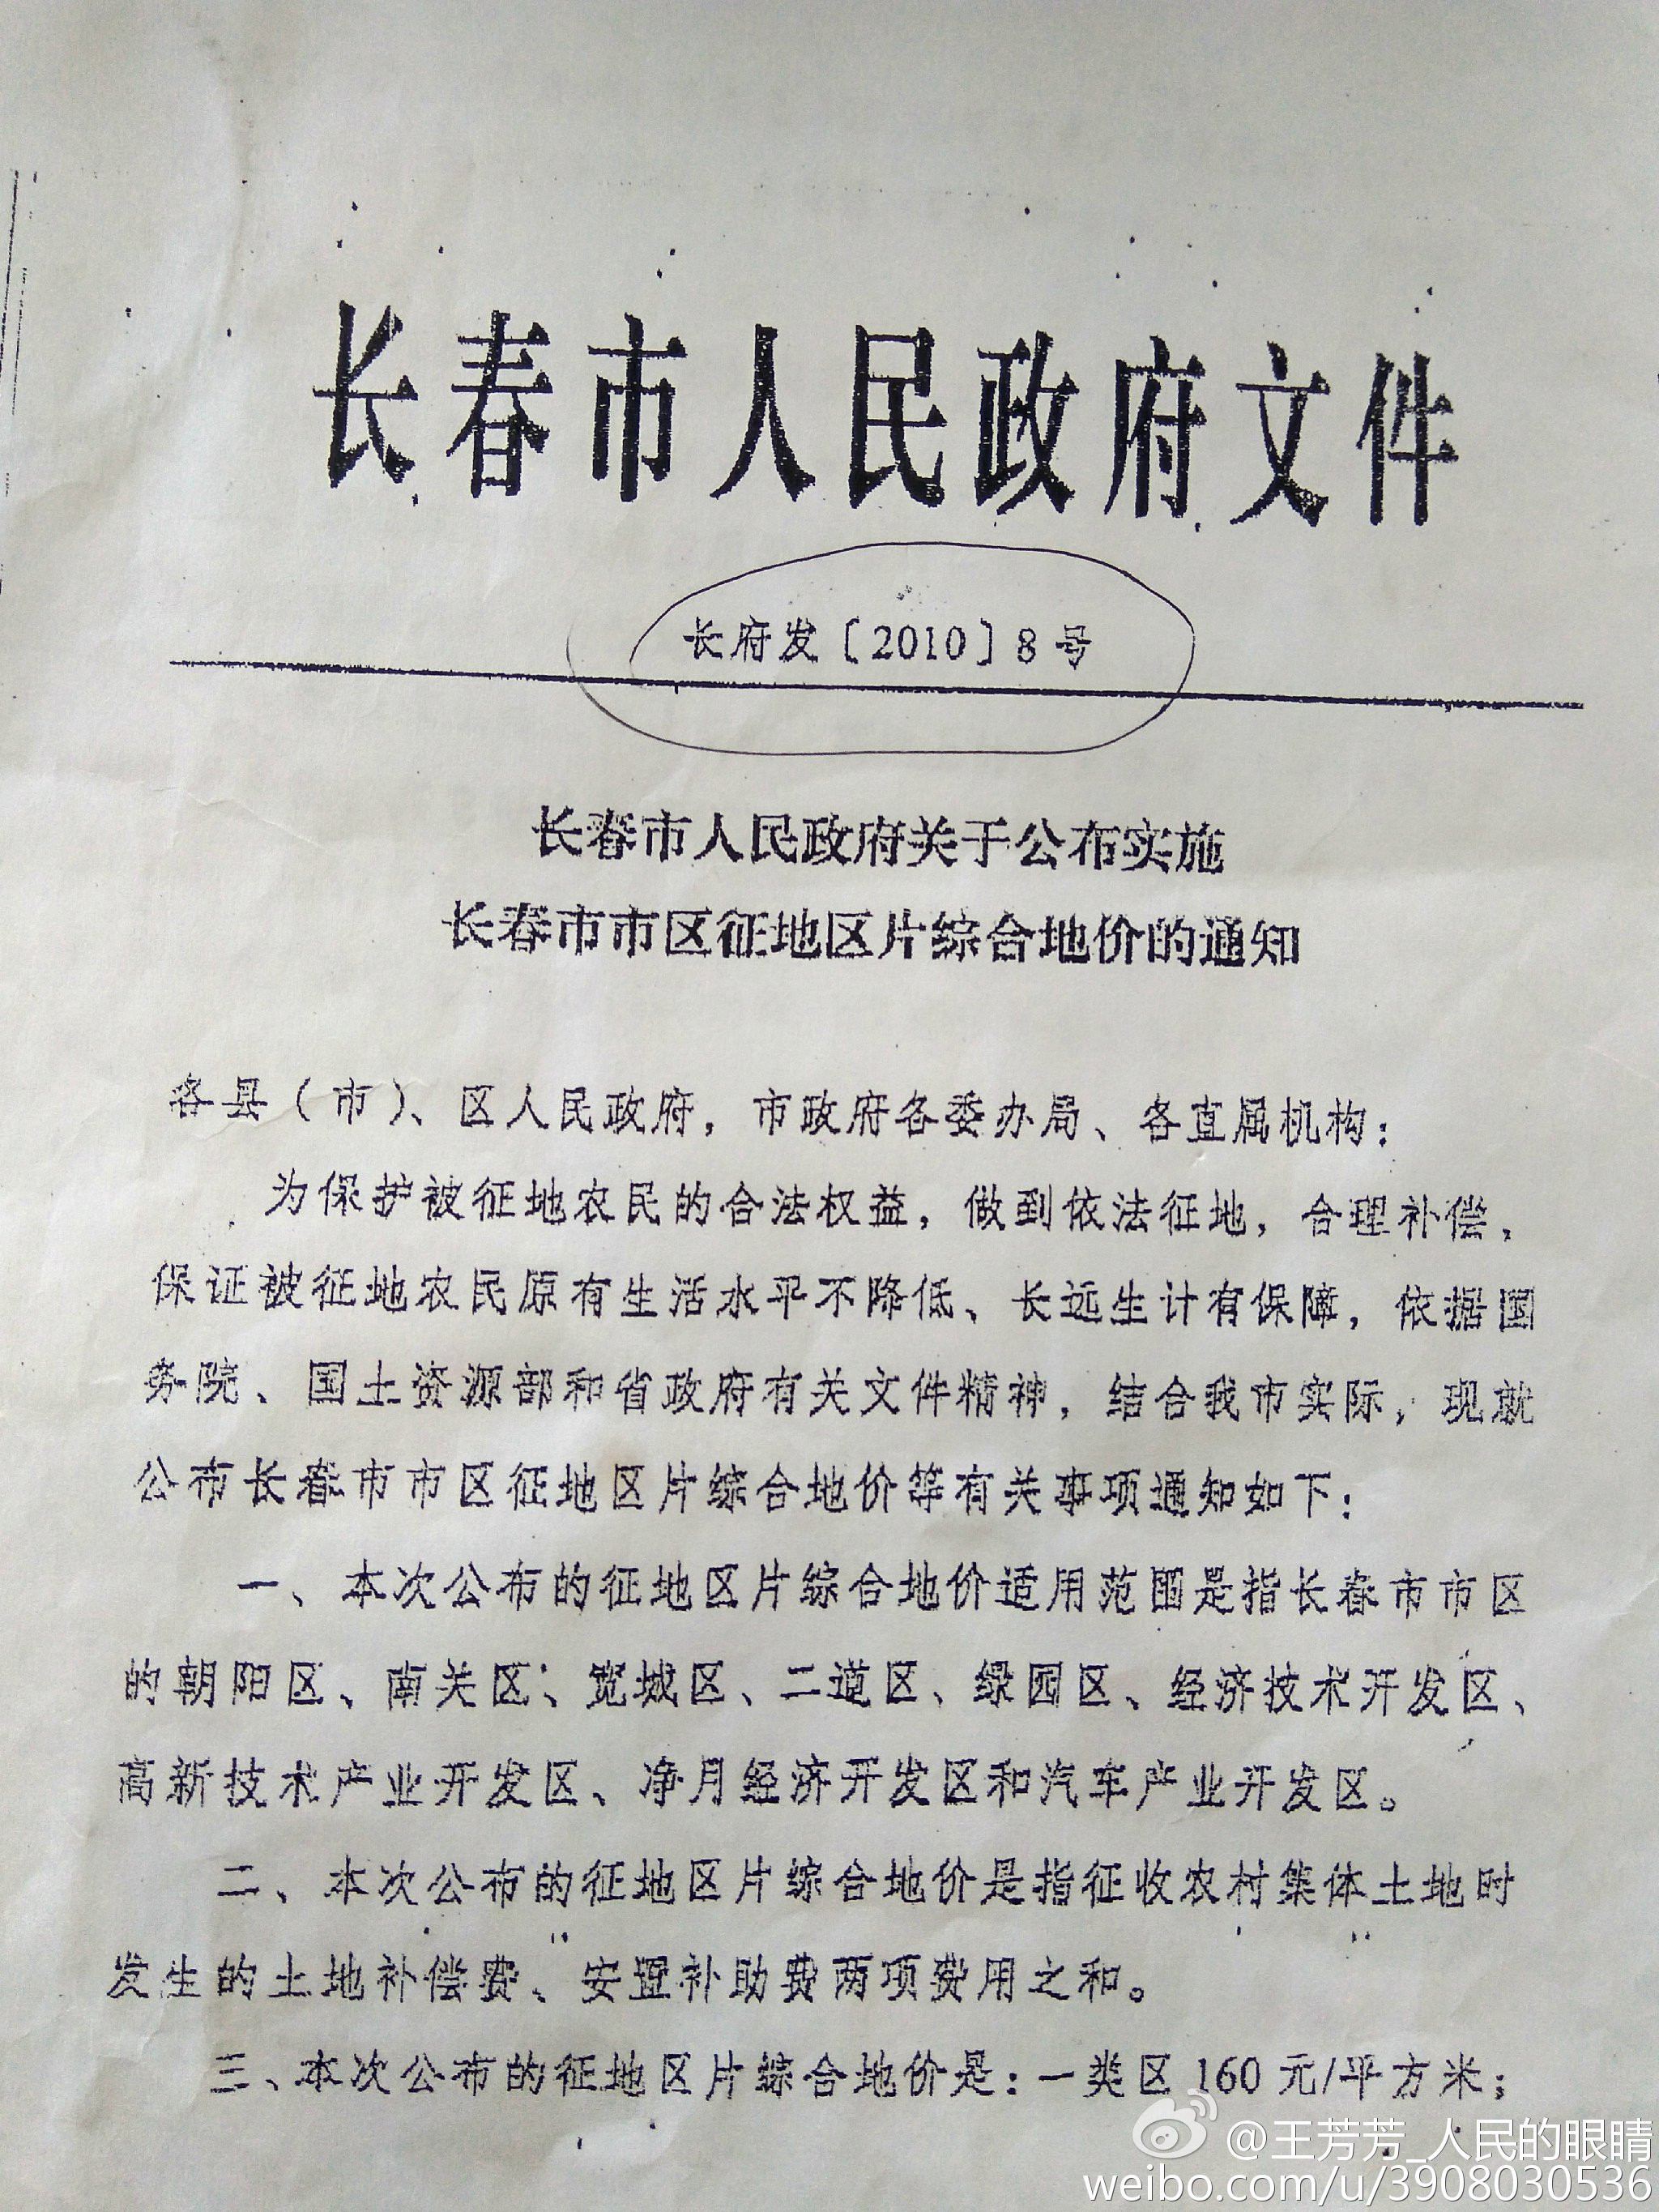 长春市人民政府文件
长府发〔2010〕8号
长春市人民政府关于公布实施
长春市市区征地区片综合地价的通知
各县（市）、区人民政府，市政府各委办局、各直属机构：
为保护被征地农民的合法权益，做到依法征地，合理补偿，
保证被征地农民原有生活水平不降低、长远生计有保障，依据国
务院、国土资源部和省政府有关文件精神，结合我市实际，现就
公布长春市市区征地区片综合地价等有关事项通知如下：
一、本次公布的征地区片综合地价适用范围是指长春市市区
的朝阳区、南关区、宽城区、二道区、绿园区、经济技术开发区、
高新技术产业开发区、净月经济开发区和汽车产业开发区。
二、本次公布的征地区片综合地价是指征收农村集体土地时
发生的土地补偿费、安置补助费两项费用之和。
三、本次公布的征地区片综合地价是：一类区160元/平方米；
@王芳芳_人民的眼睛
weibo.com/u/3908030536